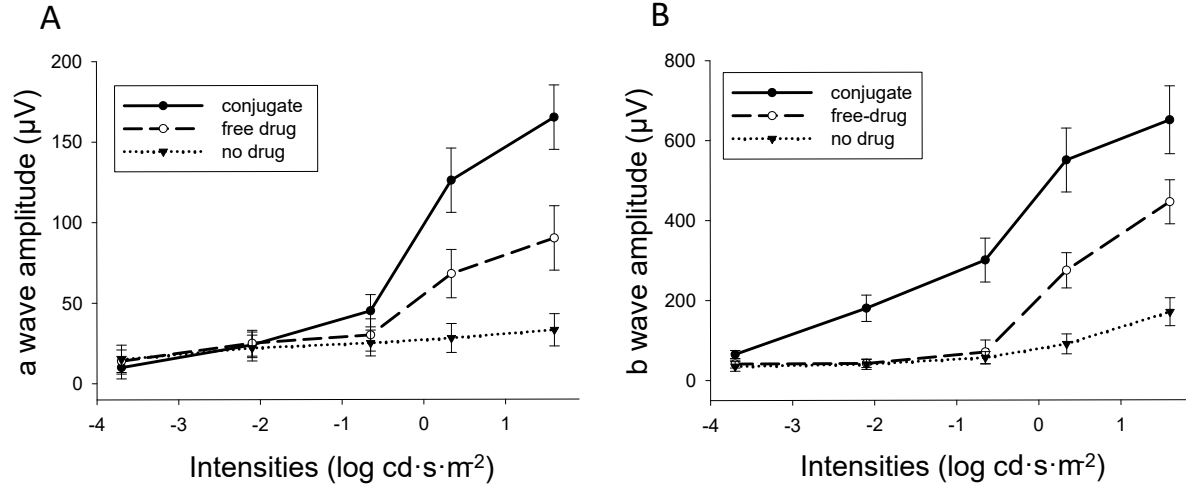 A
200
150
100
50
0
a wave amplitude (µV)
conjugate
free drug
no drug
-4 -3 -2 -1 0 1
Intensities (log cd·s·m-2)
B
800
600
400
200
0
b wave amplitude (µV)
conjugate
free-drug
no drug
-4 -3 -2 -1 0 1
Intensities (log cd·s·m-2)